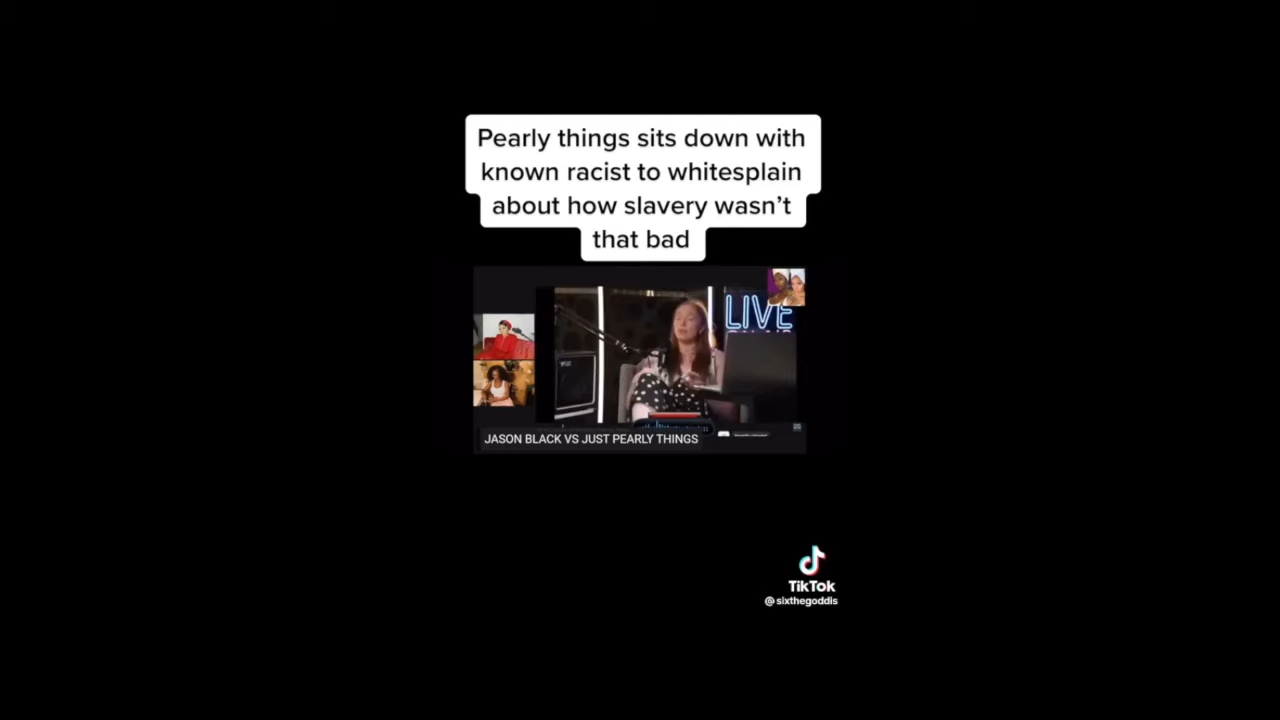 Pearly things sits down with
known racist to whitesplain
about how slavery wasn't
that bad
LIVE
JASON BLACK VS JUST PEARLY THINGS
TikTok
@sixthegoddis